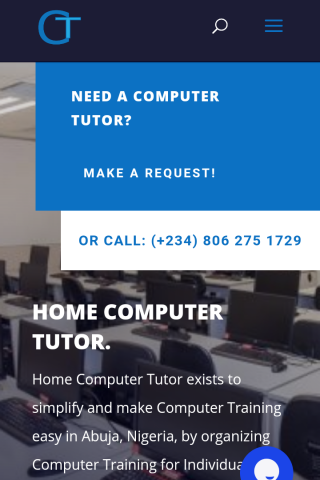 CT
NEED A COMPUTER
TUTOR?
MAKE A REQUEST!
OR CALL: (+234) 806 275 1729
HOME COMPUTER
TUTOR.
Home Computer Tutor exists to
simplify and make Computer Training
easy in Abuja, Nigeria, by organizing
Computer Training for